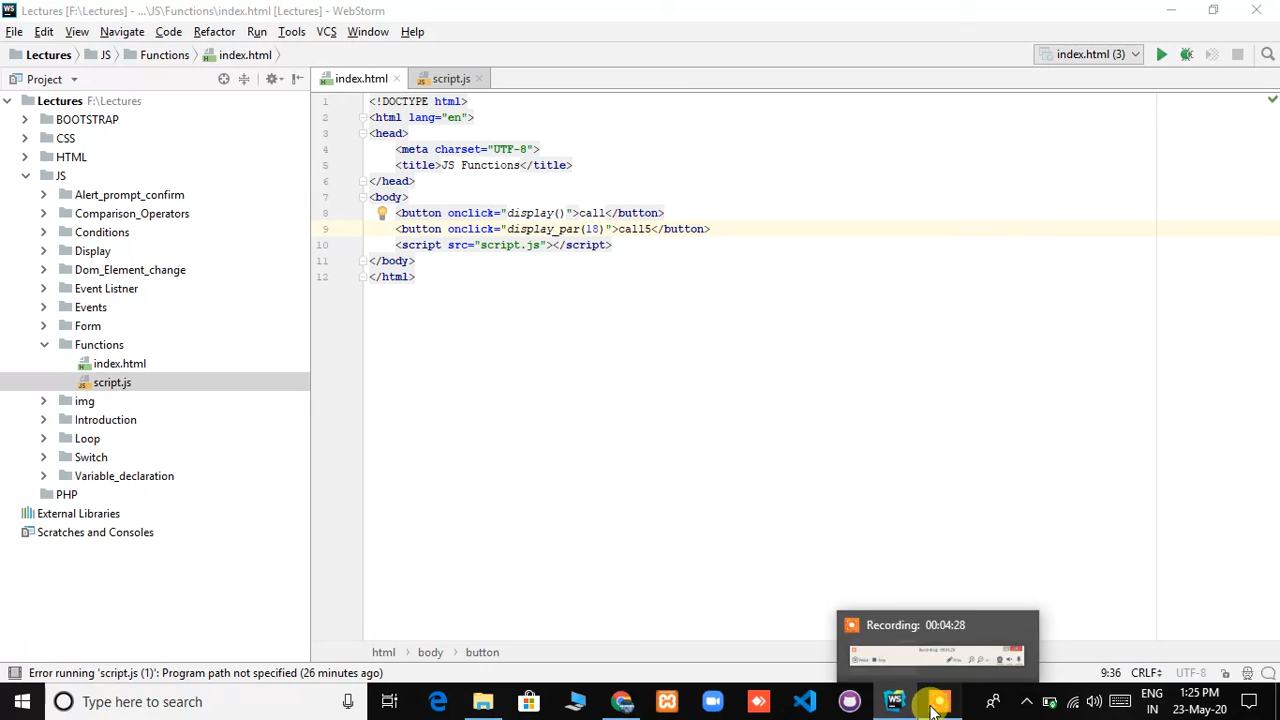 Lectures [F:\Lectures] - ...\JS\Functions\index.html [Lectures] - WebStorm
File Edit View Navigate Code Refactor Run Tools VCS Window Help
Lectures JS Functions index.html index.html (3)
Project index.html script.js
Lectures F:\Lectures
BOOTSTRAP
CSS
HTML
JS
Alert_prompt_confirm
Comparison_Operators
Conditions
Display
Dom_Element_change
Event Listner
Events
Form
Functions
index.html
script.js
img
Introduction
Loop
Switch
Variable_declaration
PHP
External Libraries
Scratches and Consoles
1 <!DOCTYPE html>
2 <html lang="en">
3 <head>
4 <meta charset="UTF-8">
5 <title>JS Functions</title>
6 </head>
7 <body>
8 <button onclick="display()">call</button>
9 <button onclick="display_par(18)">call5</button>
10 <script src="script.js"></script>
11 </body>
12 </html>
Recording: 00:04:28
html body button
Error running 'script.js (1)': Program path not specified (26 minutes ago) 9:36 CRLF UTF-8
Type here to search
ENG
IN
1:25 PM
23-May-20